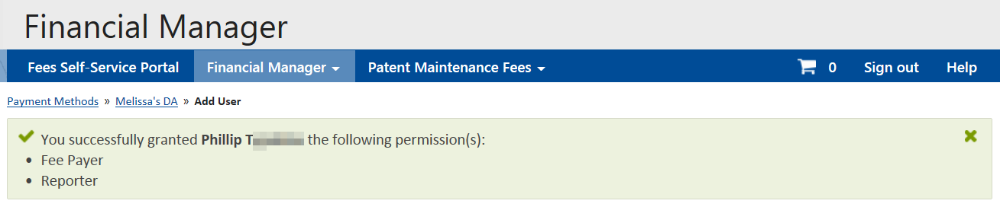 Financial Manager
Fees Self-Service Portal Financial Manager Patent Maintenance Fees 0 Sign out Help
Payment Methods » Melissa's DA » Add User
You successfully granted Phillip T the following permission(s):
• Fee Payer
• Reporter